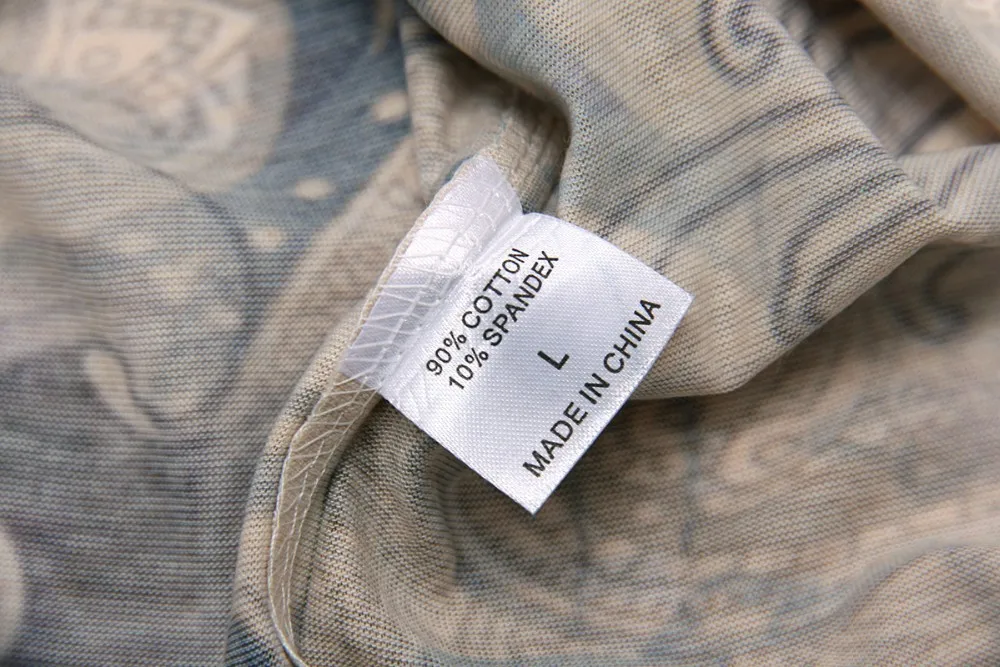 90% COTTON
10% SPANDEX
L
MADE IN CHINA